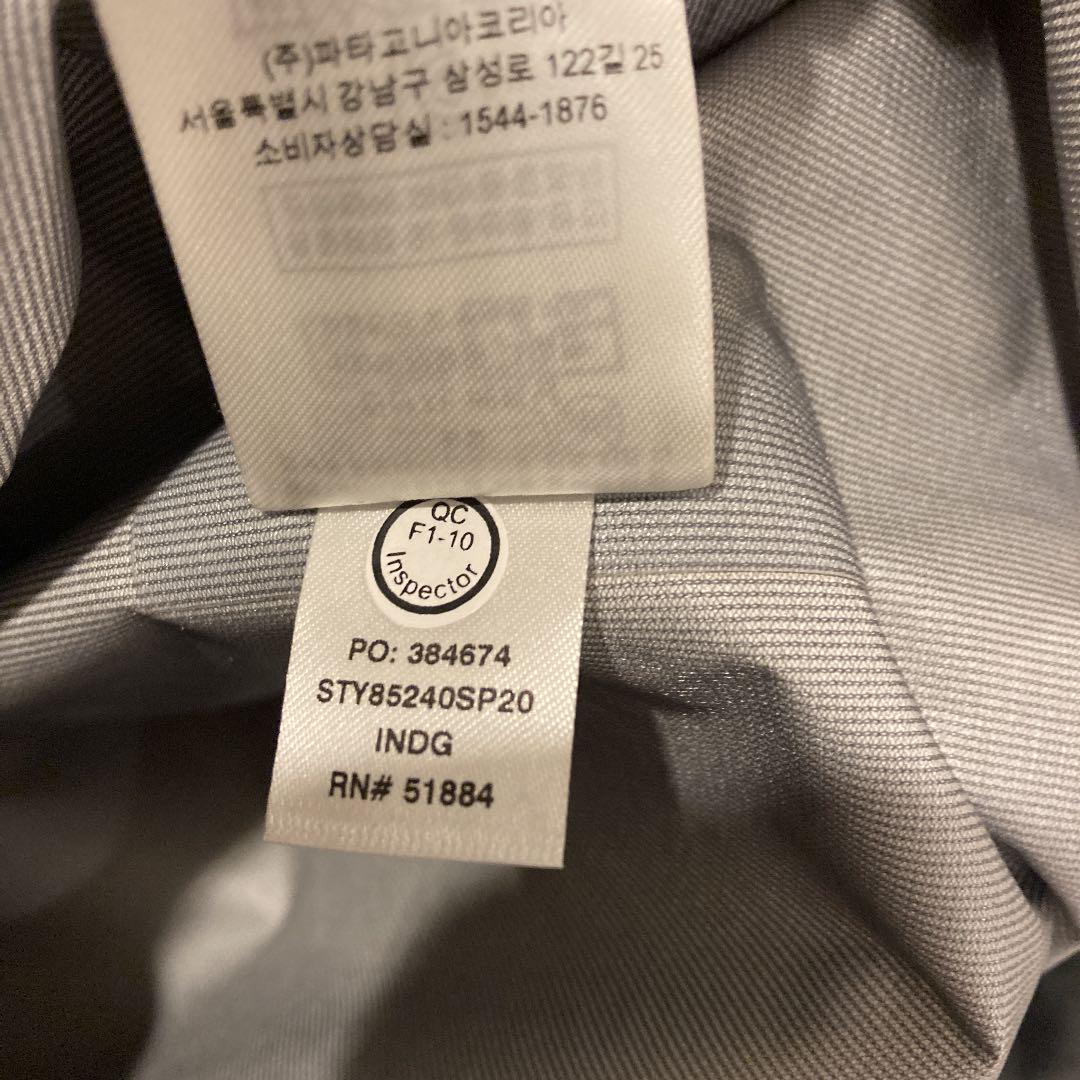 (주)파타고니아코리아
서울특별시 강남구 삼성로 122길 25
소비자상담실 : 1544-1876
QC
F1-10
Inspector
PO: 384674
STY85240SP20
INDG
RN# 51884